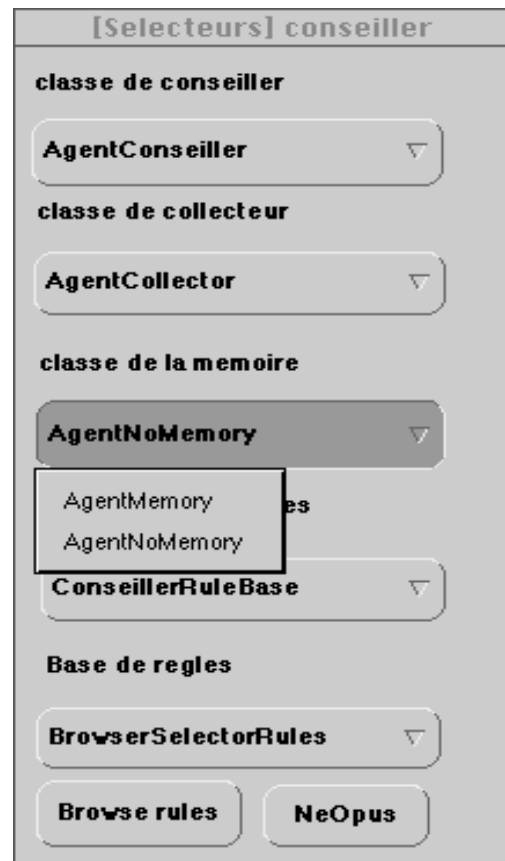 [Selecteurs] conseiller
classe de conseiller
AgentConseiller
classe de collecteur
AgentCollector
classe de la memoire
AgentNoMemory
AgentMemory
es
AgentNoMemory
ConseillerRuleBase
Base de regles
BrowserSelectorRules
Browse rules NeOpus